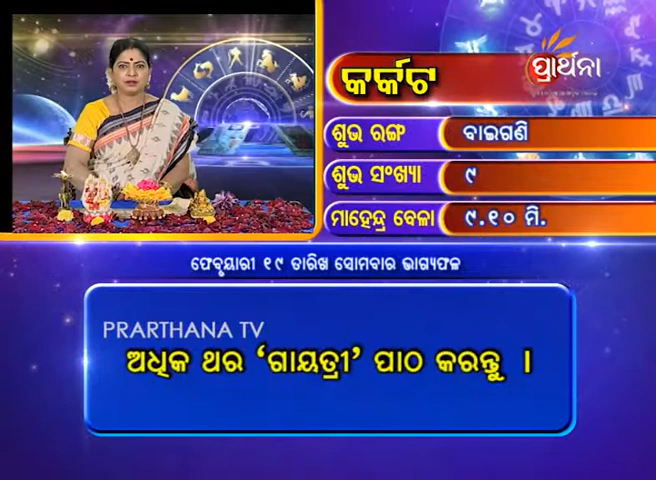 କର୍କଟ
ପ୍ରାର୍ଥନା
ଶୁଭ ରଙ୍ଗ ବାଇଗଣି
ଶୁଭ ସଂଖ୍ୟା ୯
ମାହେନ୍ଦ୍ର ବେଳା ୯.୧୦ ମି.
ଫେବୃୟାରୀ ୧୯ ତାରିଖ ସୋମବାର ଭାଗ୍ୟଫଳ
PRARTHANA TV
ଅଧିକ ଥର ‘ଗାୟତ୍ରୀ’ ପାଠ କରନ୍ତୁ ।